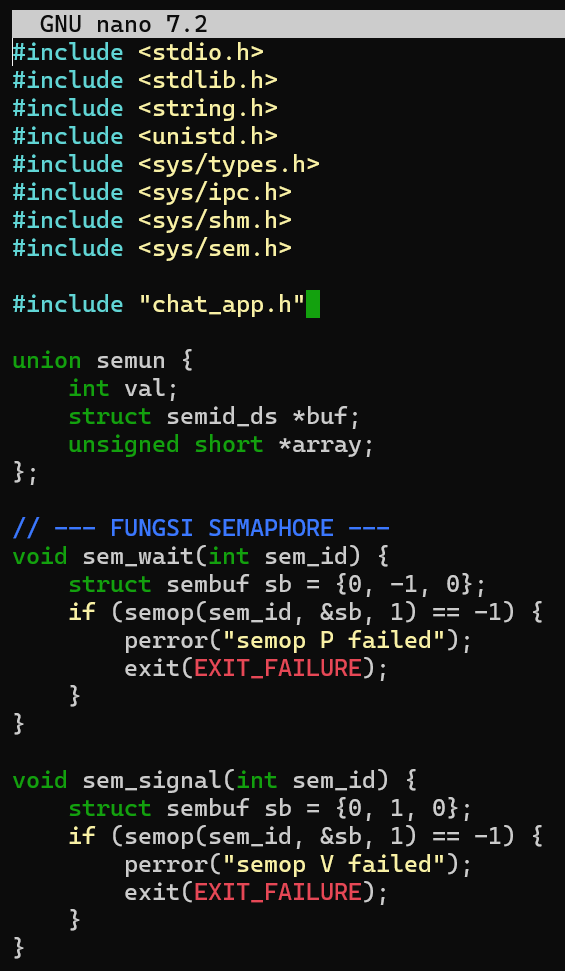 GNU nano 7.2
#include <stdio.h>
#include <stdlib.h>
#include <string.h>
#include <unistd.h>
#include <sys/types.h>
#include <sys/ipc.h>
#include <sys/shm.h>
#include <sys/sem.h>

#include "chat_app.h"

union semun {
    int val;
    struct semid_ds *buf;
    unsigned short *array;
};

// --- FUNGSI SEMAPHORE ---
void sem_wait(int sem_id) {
    struct sembuf sb = {0, -1, 0};
    if (semop(sem_id, &sb, 1) == -1) {
        perror("semop P failed");
        exit(EXIT_FAILURE);
    }
}

void sem_signal(int sem_id) {
    struct sembuf sb = {0, 1, 0};
    if (semop(sem_id, &sb, 1) == -1) {
        perror("semop V failed");
        exit(EXIT_FAILURE);
    }
}